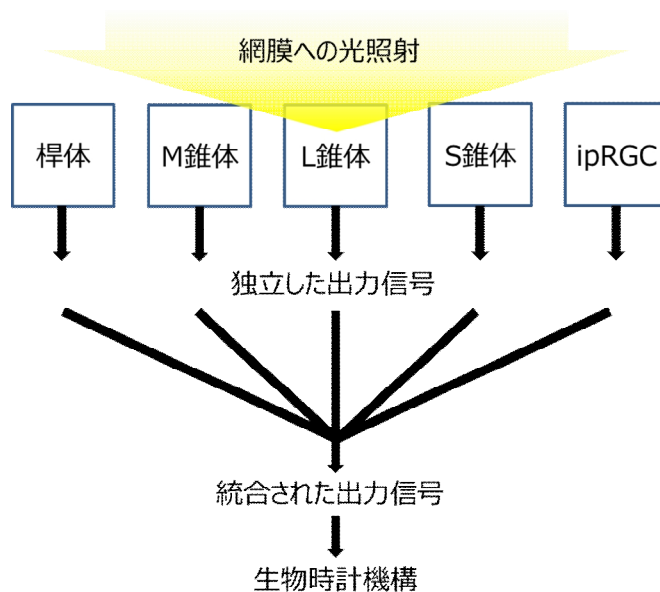 網膜への光照射
桿体
M錐体
L錐体
S錐体
ipRGC
独立した出力信号
統合された出力信号
生物時計機構